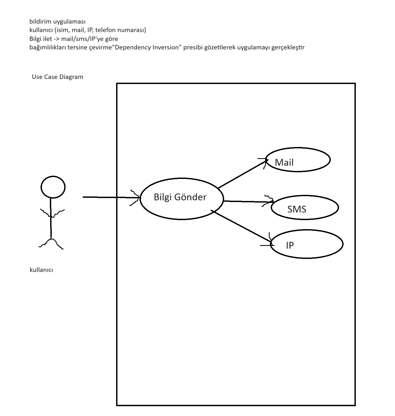 bildirim uygulaması
kullanıcı (isim, mail, IP, telefon numarası)
Bilgi ilet -> mail/sms/IP'ye göre
bağımlılıkları tersine çevirme"Dependency Inversion" presibi gözetilerek uygulamayı gerçekleştir
Use Case Diagram
Mail
Bilgi Gönder
SMS
IP
kullanıcı